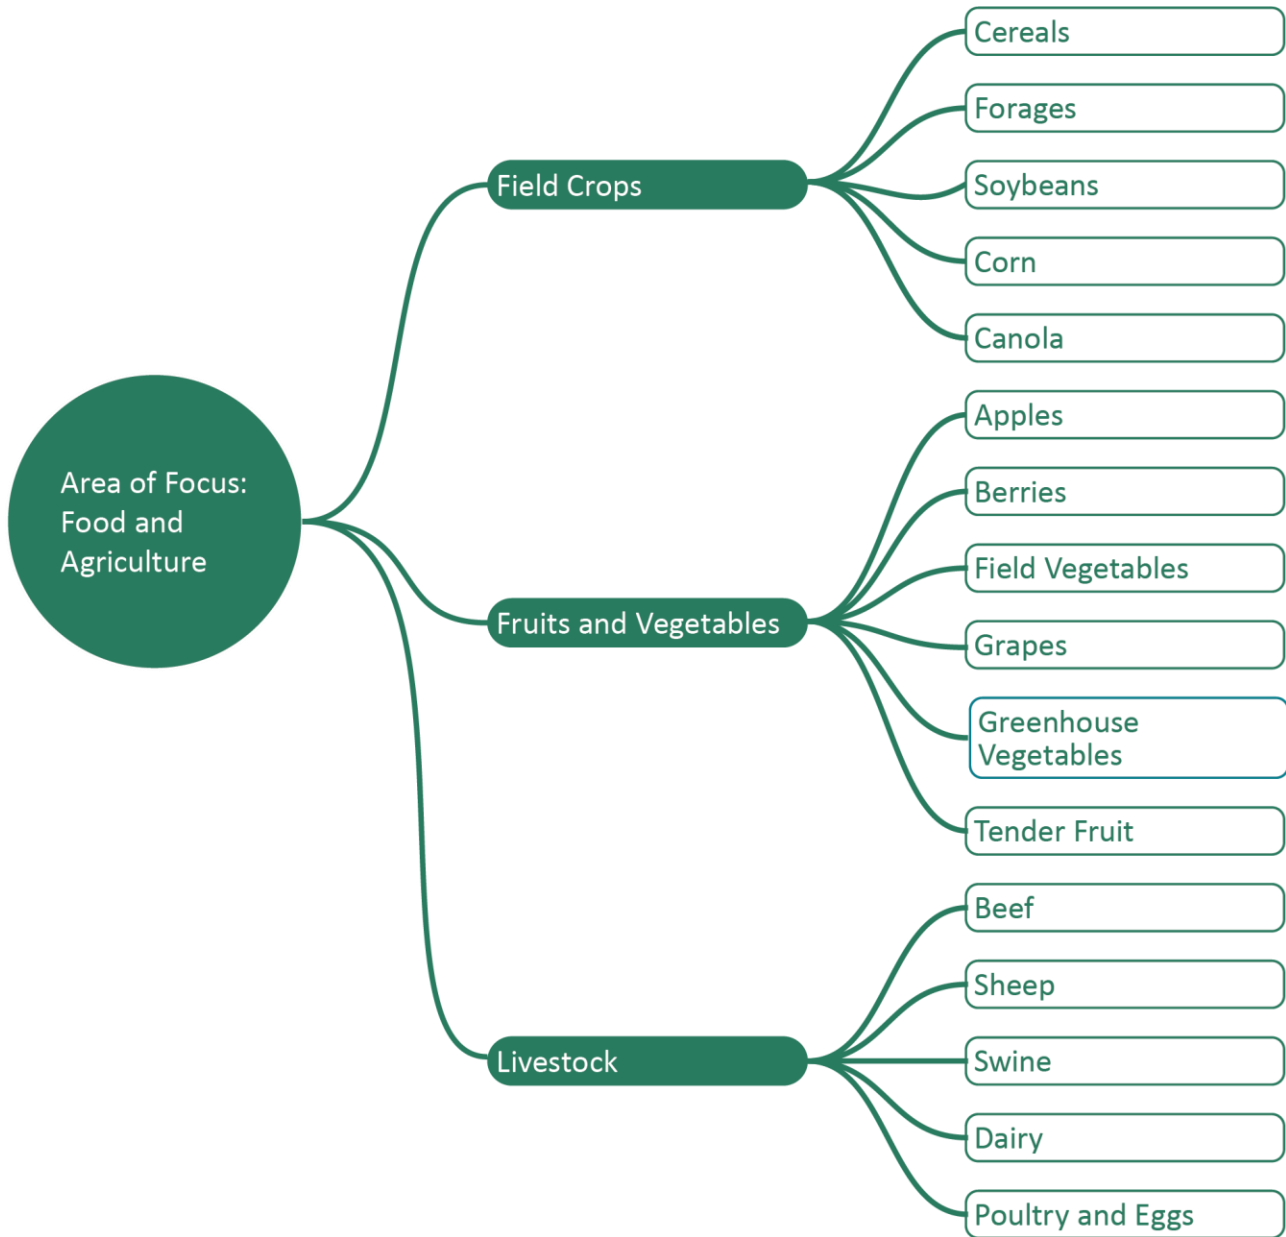 Area of Focus:
Food and
Agriculture
Field Crops
Cereals
Forages
Soybeans
Corn
Canola
Fruits and Vegetables
Apples
Berries
Field Vegetables
Grapes
Greenhouse
Vegetables
Tender Fruit
Livestock
Beef
Sheep
Swine
Dairy
Poultry and Eggs